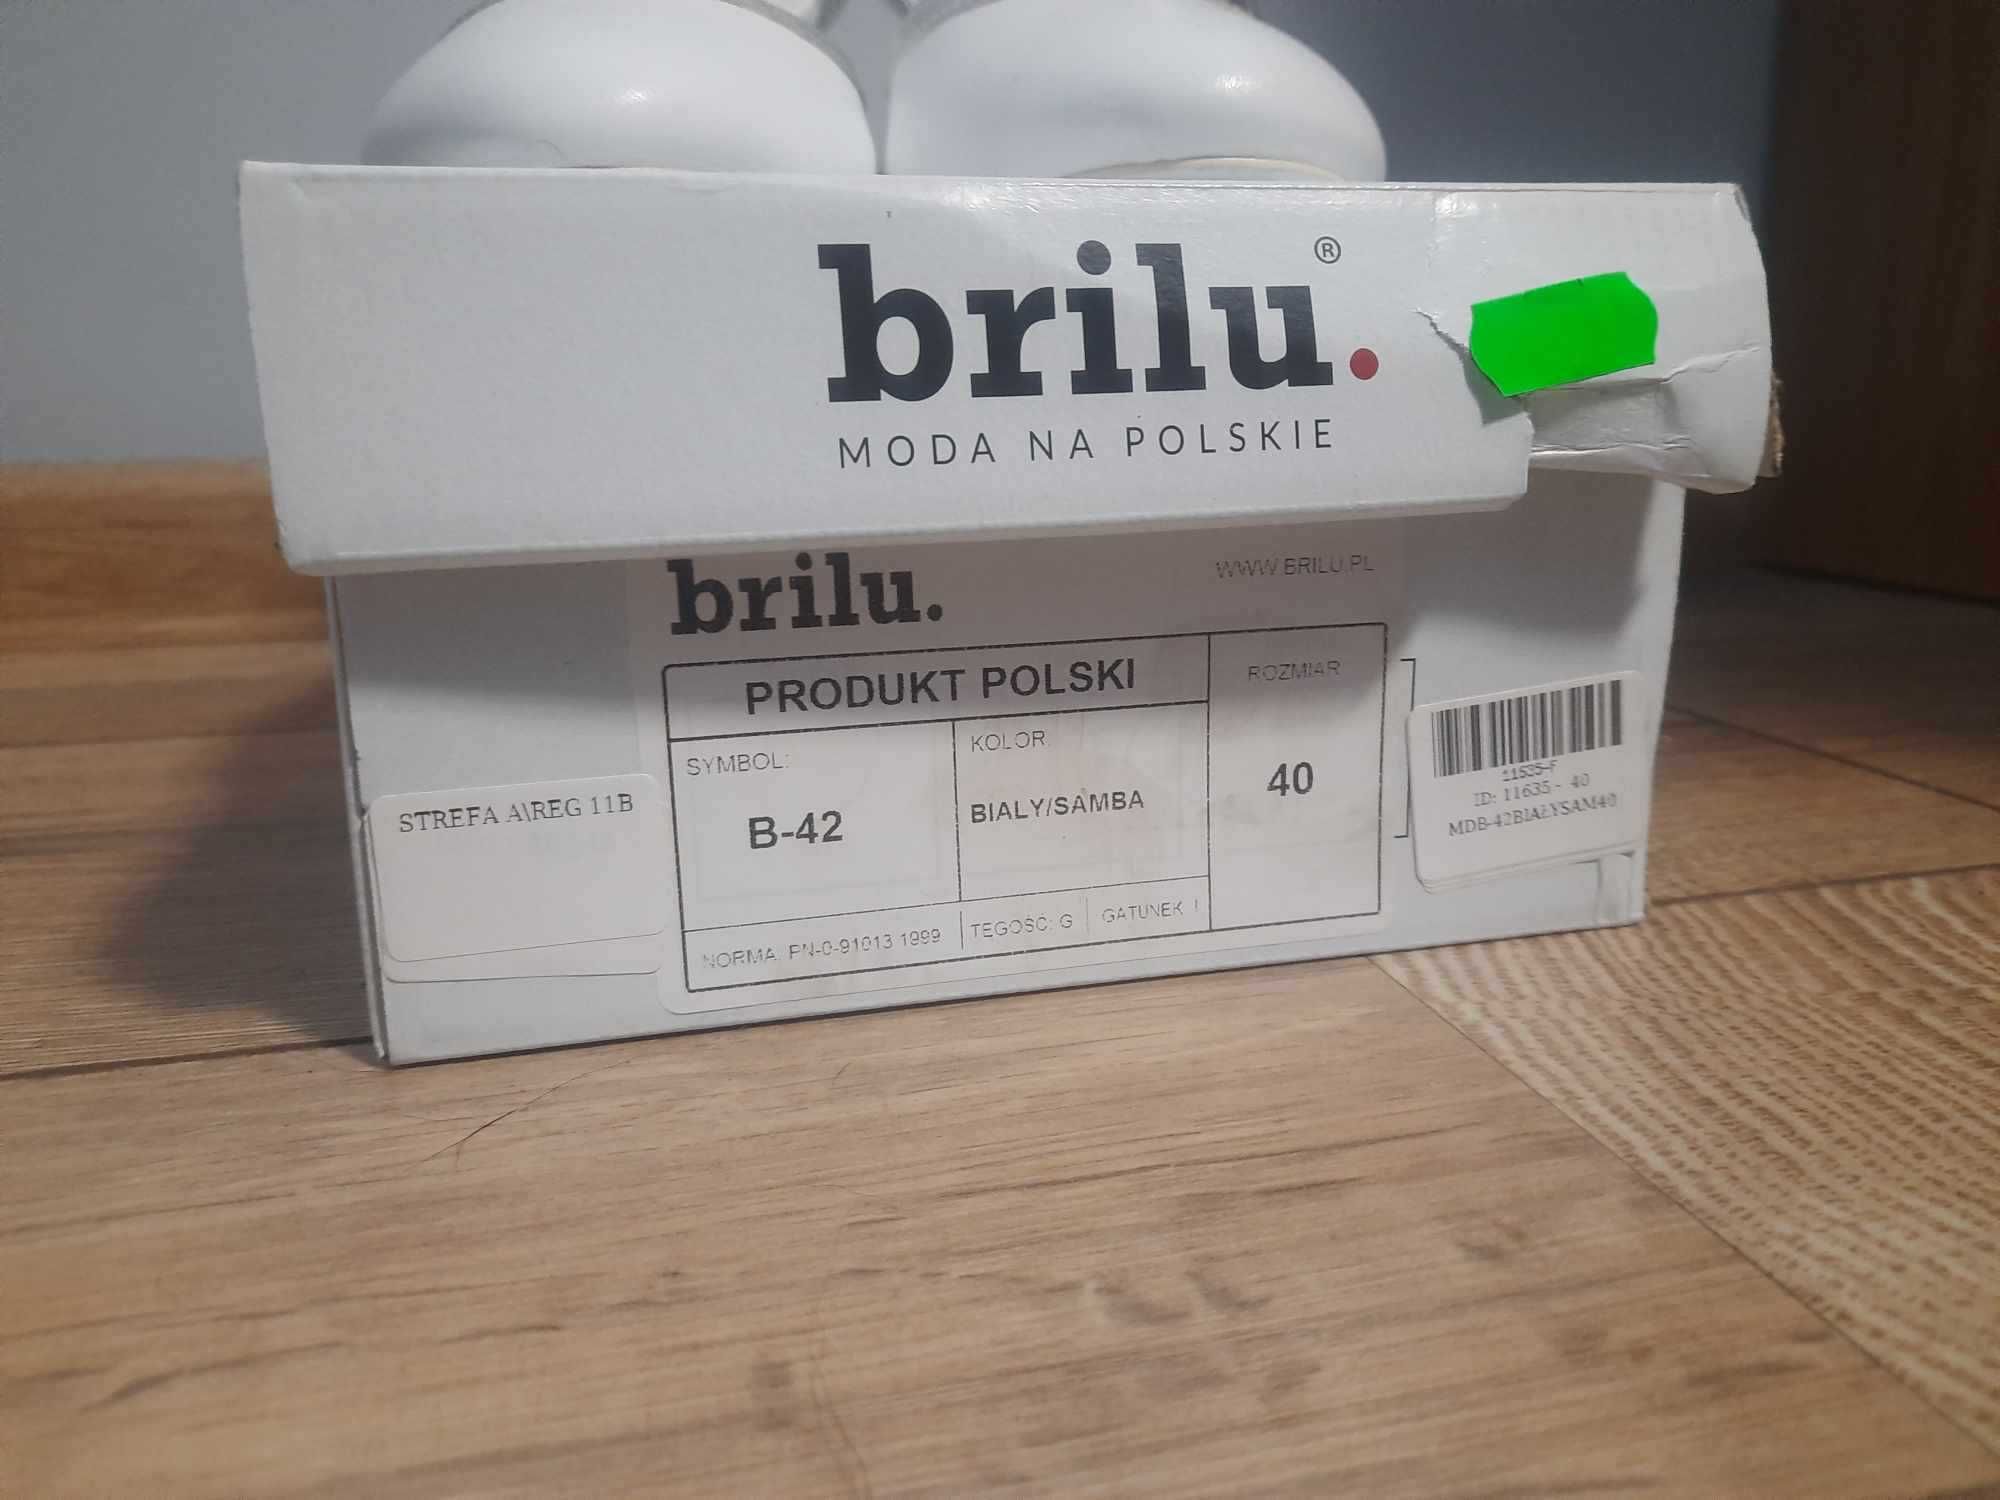 brilu.®
MODA NA POLSKIE
brilu.
WWW.BRILU.PL
PRODUKT POLSKI
ROZMIAR
SYMBOL:
KOLOR:
B-42
BIALY/SAMBA
40
NORMA: PN-0-91013 1999
TEGOŚĆ: G
GATUNEK I
STREFA A\REG 11B
11635-F
ID: 11635 - 40
MDB-42BIAŁYSAM40